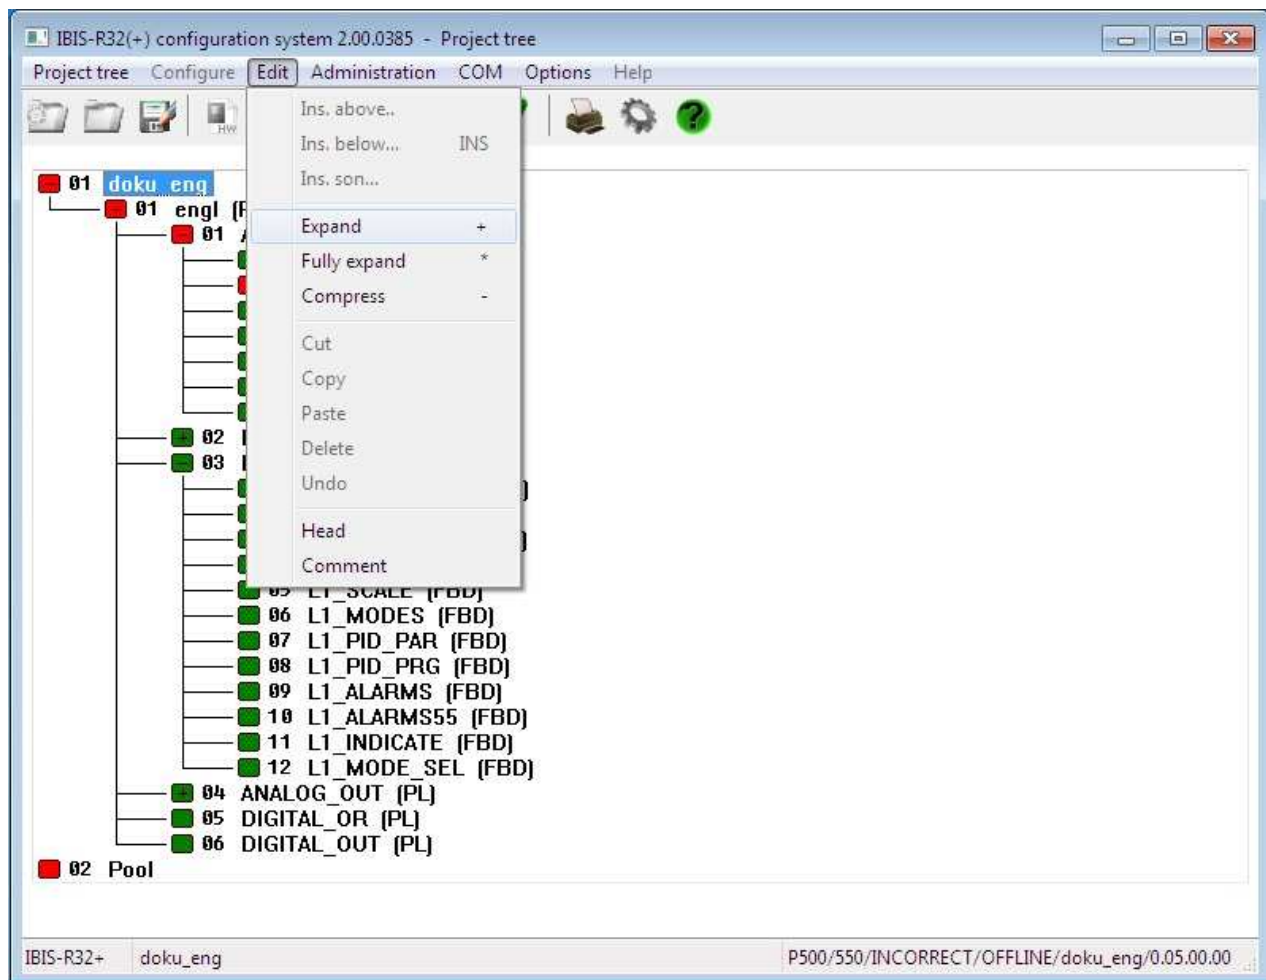 IBIS-R32(+) configuration system 2.00.0385 - Project tree
Project tree Configure Edit Administration COM Options Help
HW
Ins. above..
Ins. below... INS
Ins. son...
Expand +
Fully expand *
Compress -
Cut
Copy
Paste
Delete
Undo
Head
Comment
01 doku_eng
01 engl
01
02
03
05 L1_SCALE (FBD)
06 L1_MODES (FBD)
07 L1_PID_PAR (FBD)
08 L1_PID_PRG (FBD)
09 L1_ALARMS (FBD)
10 L1_ALARMS55 (FBD)
11 L1_INDICATE (FBD)
12 L1_MODE_SEL (FBD)
04 ANALOG_OUT (PL)
05 DIGITAL_OR (PL)
06 DIGITAL_OUT (PL)
02 Pool
IBIS-R32+ doku_eng P500/550/INCORRECT/OFFLINE/doku_eng/0.05.00.00